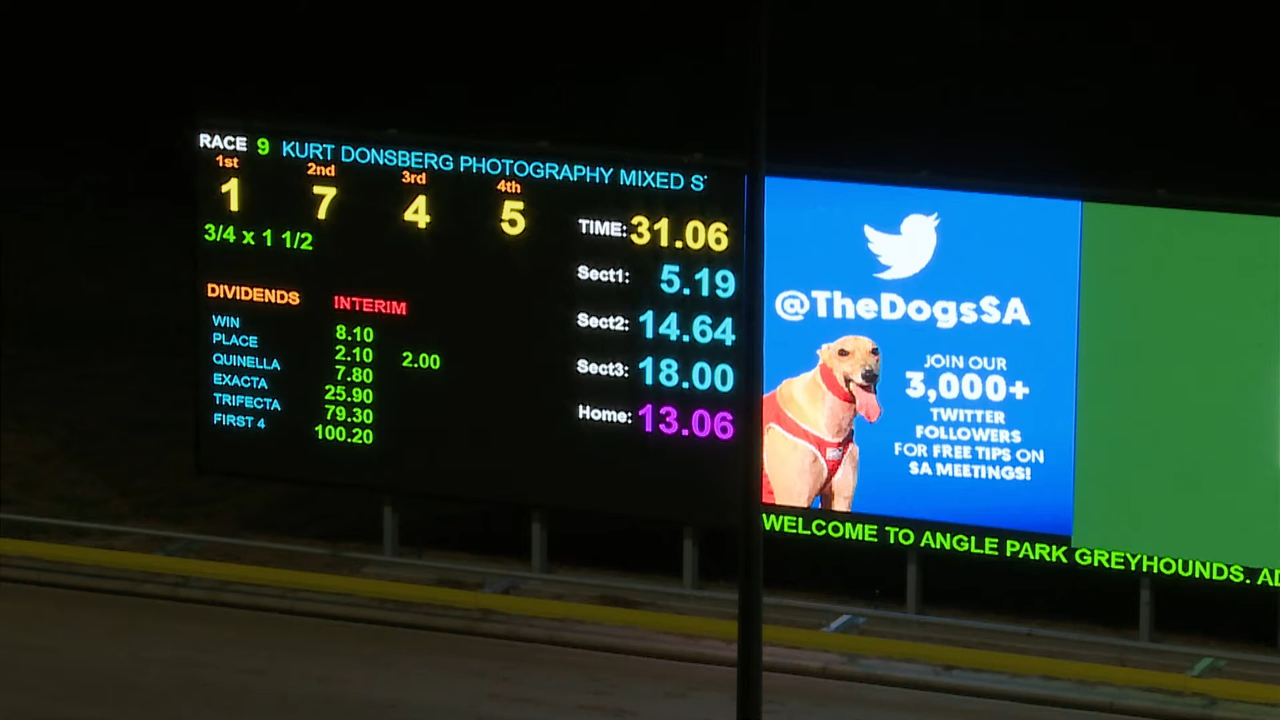 RACE 9 KURT DONSBERG PHOTOGRAPHY MIXED
1st 2nd 3rd 4th
1 7 4 5
3/4 x 1 1/2
DIVIDENDS INTERIM
WIN 8.10
PLACE 2.10 2.00
QUINELLA 7.80
EXACTA 25.90
TRIFECTA 79.30
FIRST 4 100.20
TIME: 31.06
Sect1: 5.19
Sect2: 14.64
Sect3: 18.00
Home: 13.06
@TheDogsSA
JOIN OUR
3,000+
TWITTER
FOLLOWERS
FOR FREE TIPS ON
SA MEETINGS!
WELCOME TO ANGLE PARK GREYHOUNDS.